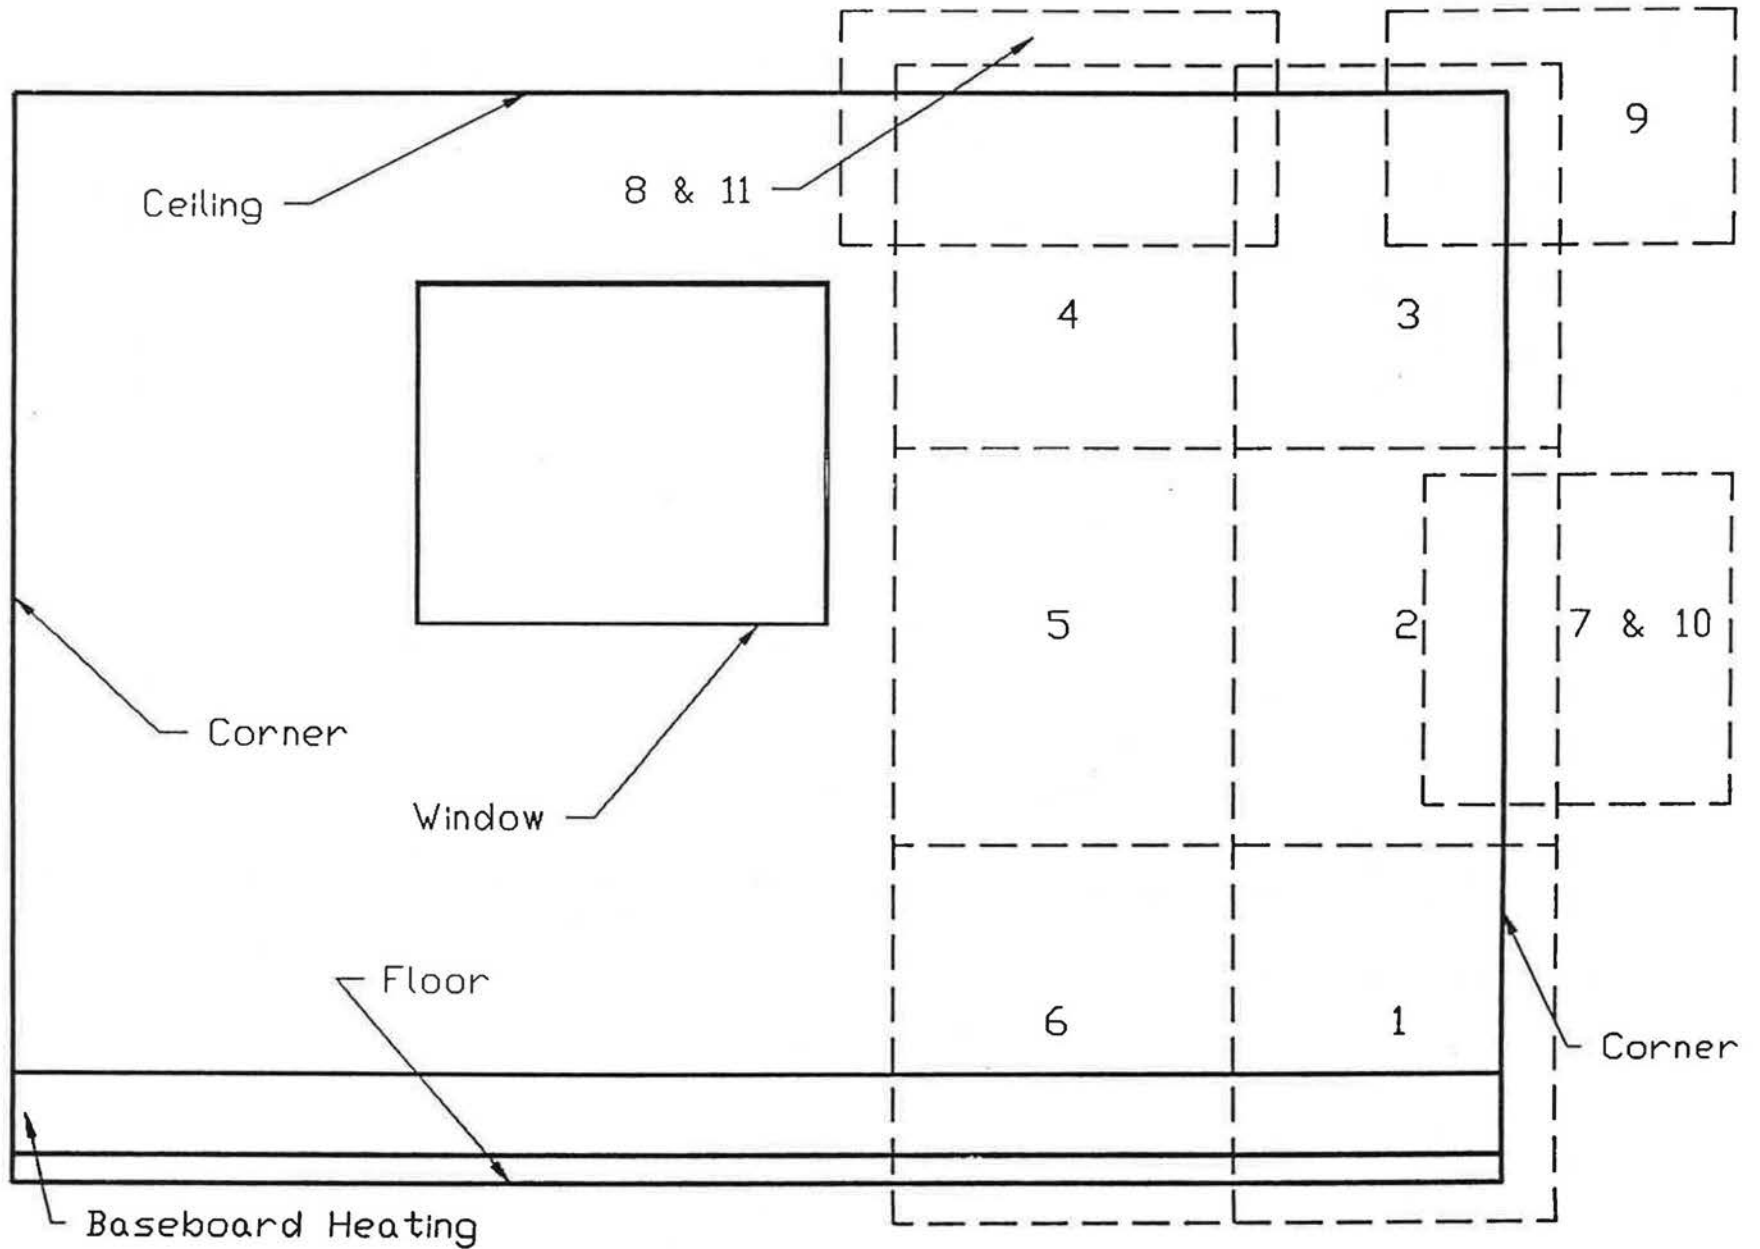 9
Ceiling
8 & 11
4
3
5
2
7 & 10
Corner
Window
Floor
6
1
Corner
Baseboard Heating